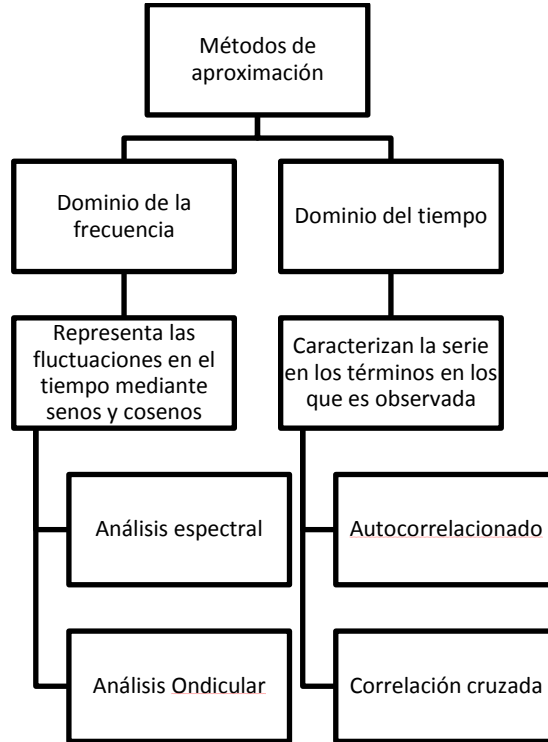 Métodos de
aproximación
Dominio de la
frecuencia
Dominio del tiempo
Representa las
fluctuaciones en el
tiempo mediante
senos y cosenos
Caracterizan la serie
en los términos en los
que es observada
Análisis espectral
Autocorrelacionado
Análisis Ondicular
Correlación cruzada